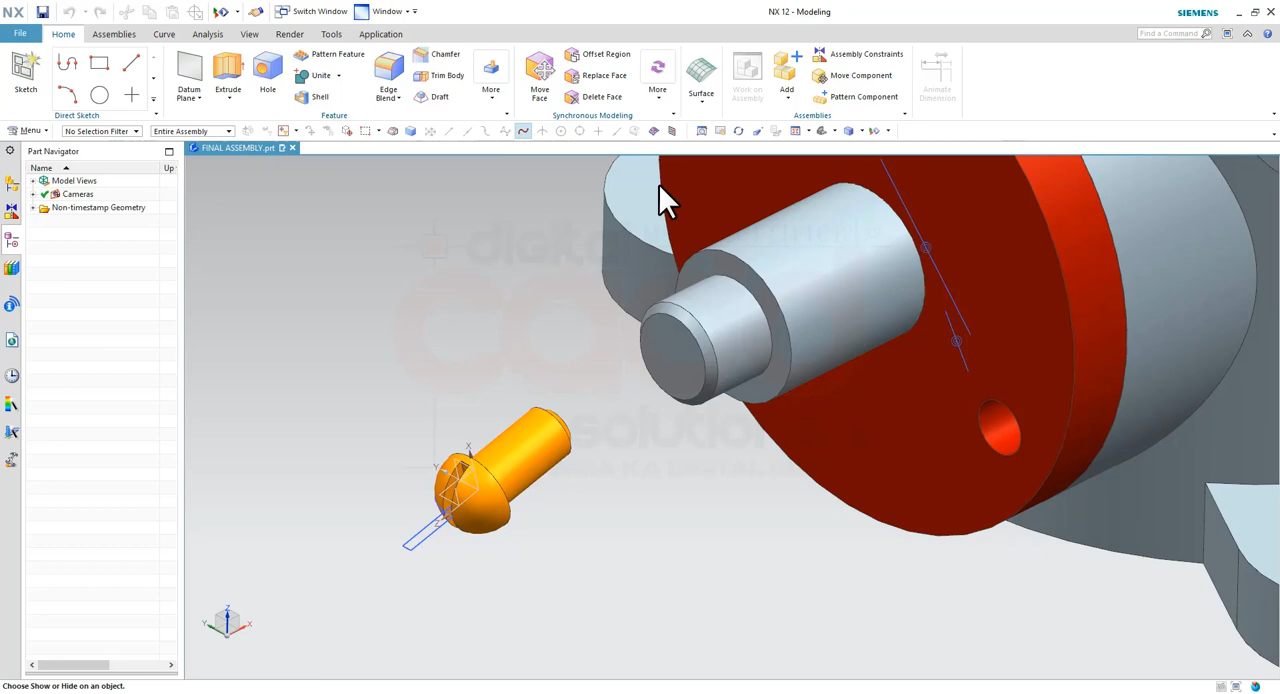 NX
Switch Window
Window
NX 12 - Modeling
SIEMENS
File
Home
Assemblies
Curve
Analysis
View
Render
Tools
Application
Find a Command
Sketch
Direct Sketch
Datum Plane
Extrude
Hole
Pattern Feature
Unite
Shell
Edge Blend
Chamfer
Trim Body
Draft
More
Feature
Move Face
Offset Region
Replace Face
Delete Face
More
Synchronous Modeling
Surface
Work on Assembly
Add
Assembly Constraints
Move Component
Pattern Component
Assemblies
Animate Dimension
Menu
No Selection Filter
Entire Assembly
Part Navigator
FINAL ASSEMBLY.prt
Name
Up
Model Views
Cameras
Non-timestamp Geometry
digital
solution
X
Y
Z
Z
Y
X
Choose Show or Hide on an object.